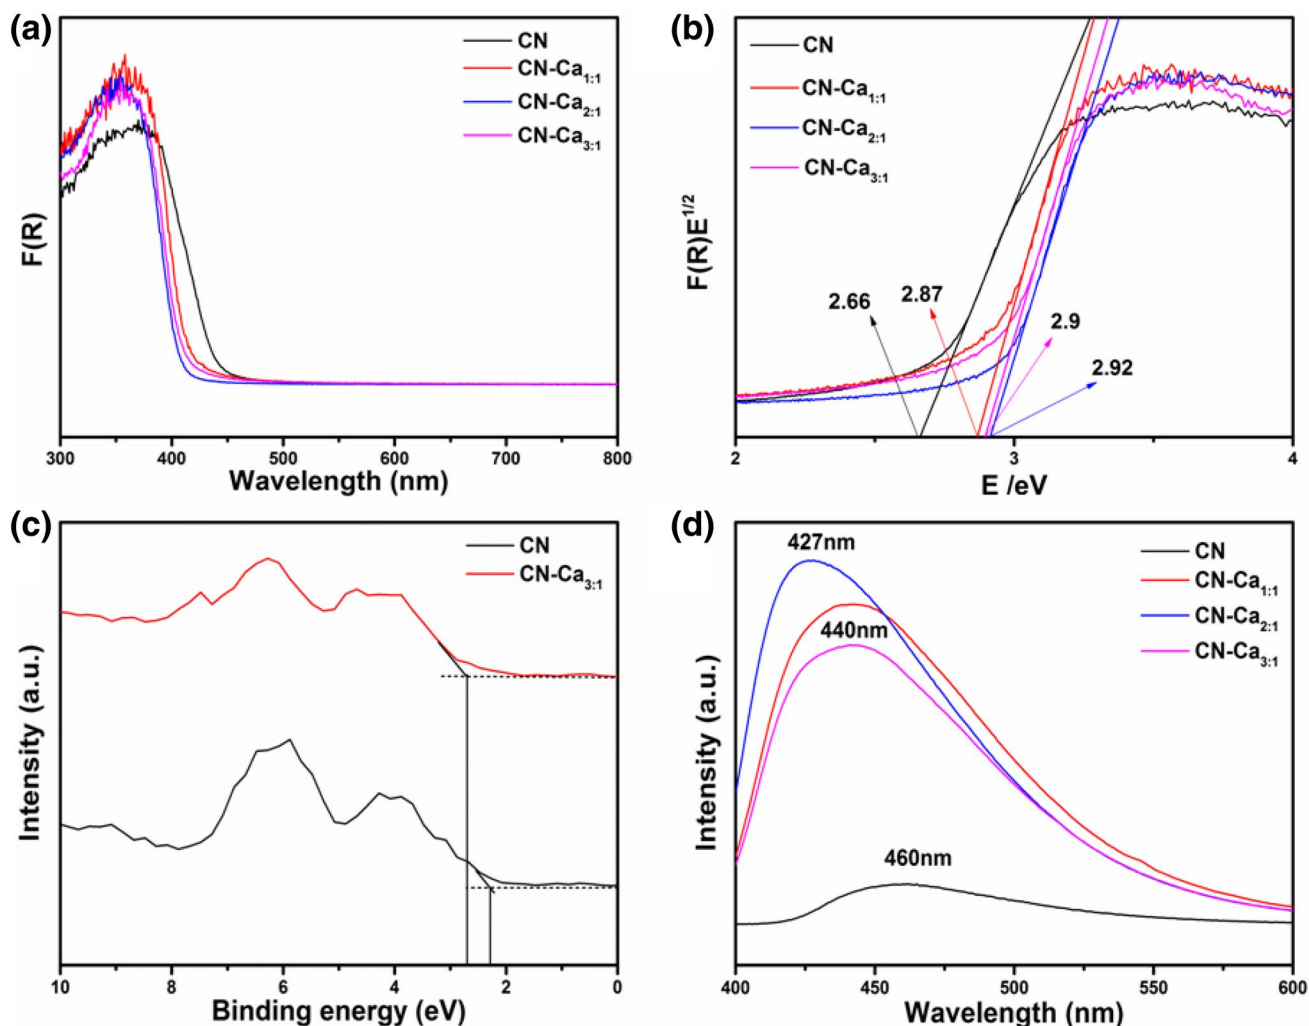 (a)
CN
CN-Ca1:1
CN-Ca2:1
CN-Ca3:1
F(R)
300 400 500 600 700 800
Wavelength (nm)
(b)
CN
CN-Ca1:1
CN-Ca2:1
CN-Ca3:1
2.66
2.87
2.9
2.92
F(R)E1/2
2 3 4
E /eV
(c)
CN
CN-Ca3:1
Intensity (a.u.)
10 8 6 4 2 0
Binding energy (eV)
(d)
427nm
440nm
460nm
CN
CN-Ca1:1
CN-Ca2:1
CN-Ca3:1
Intensity (a.u.)
400 450 500 550 600
Wavelength (nm)